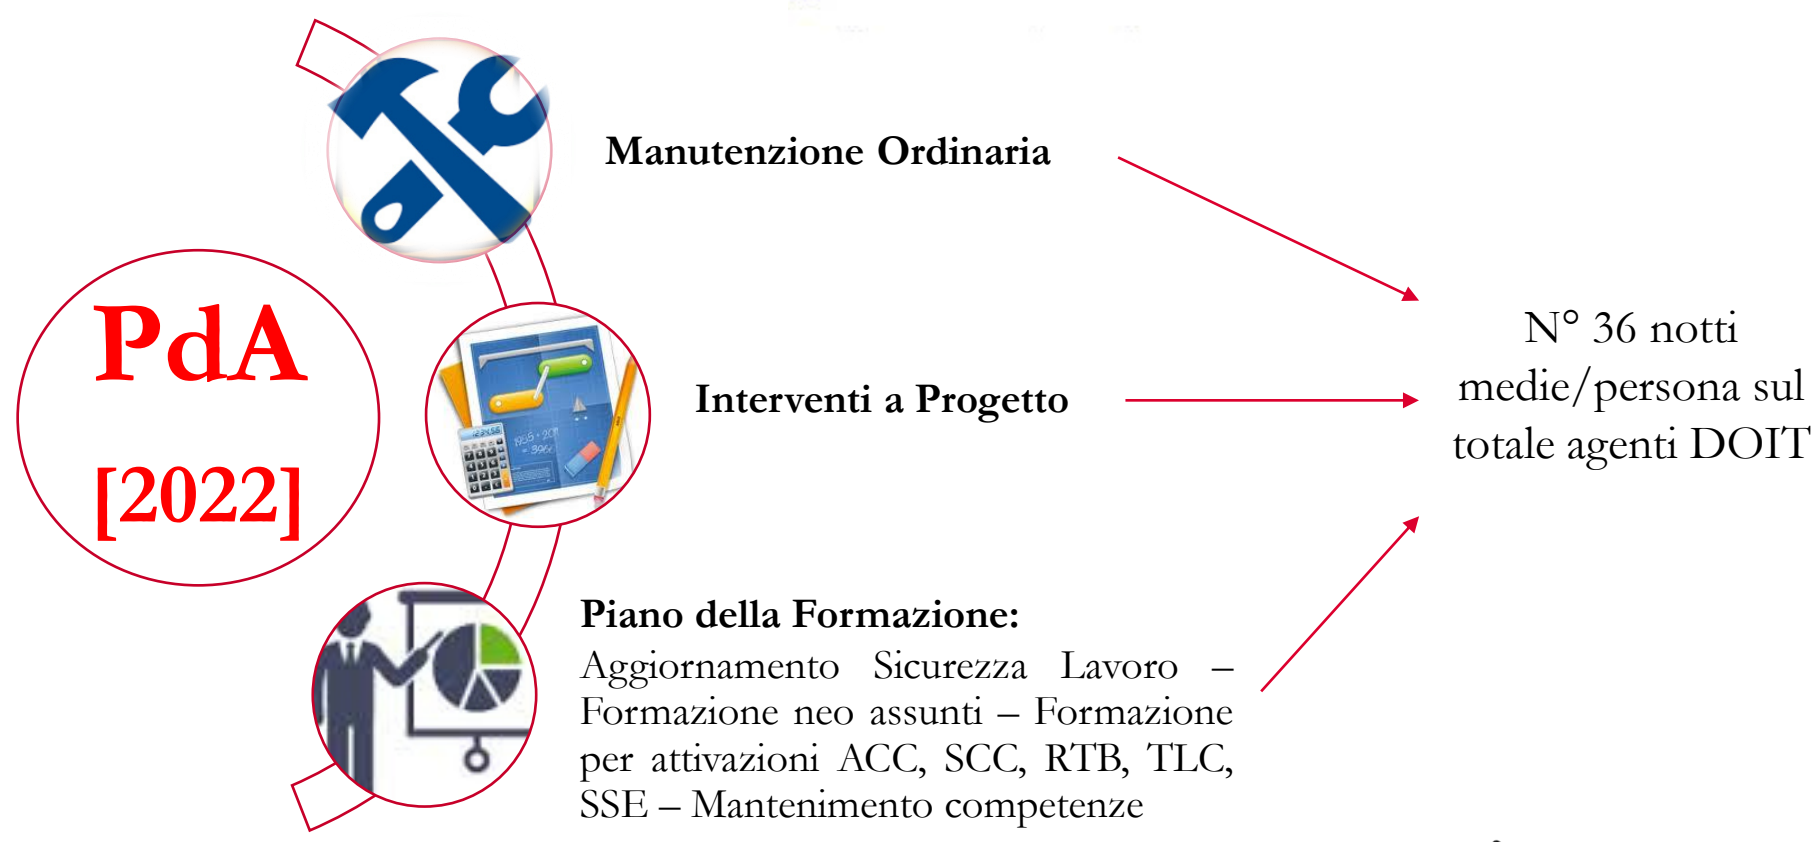 Manutenzione Ordinaria
PdA
[2022]
Interventi a Progetto
N° 36 notti
medie/persona sul
totale agenti DOIT
Piano della Formazione:
Aggiornamento Sicurezza Lavoro –
Formazione neo assunti – Formazione
per attivazioni ACC, SCC, RTB, TLC,
SSE – Mantenimento competenze